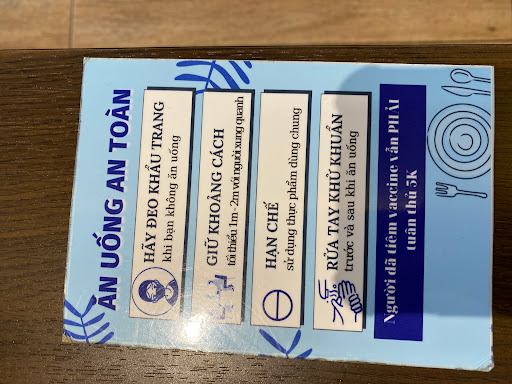 ĂN UỐNG AN TOÀN
HÃY ĐEO KHẨU TRANG
khi bạn không ăn uống
GIỮ KHOẢNG CÁCH
tối thiểu 1m - 2m với người xung quanh
HẠN CHẾ
sử dụng thực phẩm dùng chung
RỬA TAY KHỬ KHUẨN
trước và sau khi ăn uống
Người đã tiêm vaccine vẫn PHẢI
tuân thủ 5K